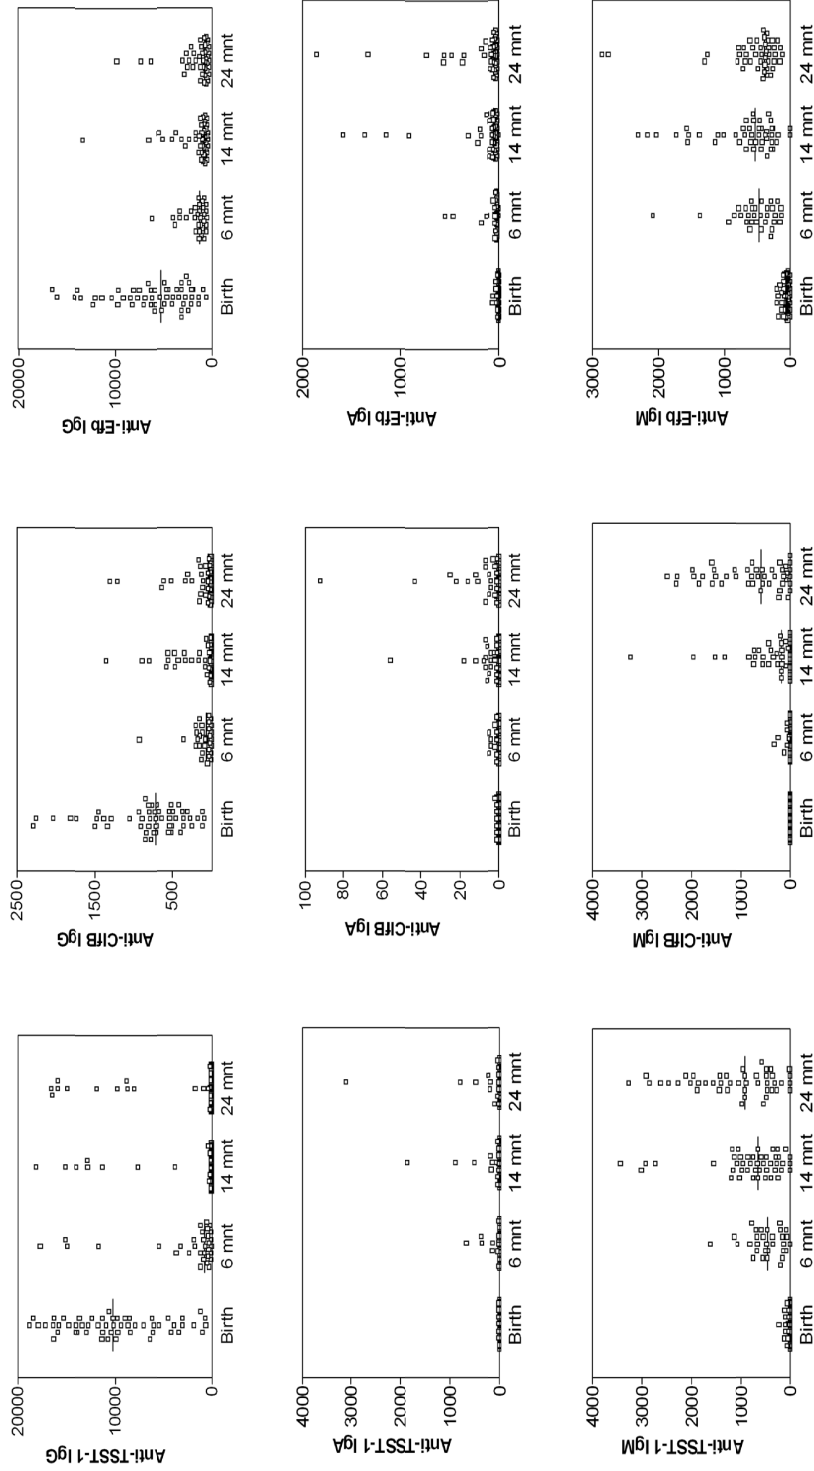 Anti-TSST-1 IgG
20000
10000
0
Birth 6 mnt 14 mnt 24 mnt
Anti-ClfB IgG
2500
1500
500
Birth 6 mnt 14 mnt 24 mnt
Anti-Efb IgG
20000
10000
0
Birth 6 mnt 14 mnt 24 mnt
Anti-TSST-1 IgA
4000
3000
2000
1000
0
Birth 6 mnt 14 mnt 24 mnt
Anti-ClfB IgA
100
80
60
40
20
0
Birth 6 mnt 14 mnt 24 mnt
Anti-Efb IgA
2000
1000
0
Birth 6 mnt 14 mnt 24 mnt
Anti-TSST-1 IgM
4000
3000
2000
1000
0
Birth 6 mnt 14 mnt 24 mnt
Anti-ClfB IgM
4000
3000
2000
1000
0
Birth 6 mnt 14 mnt 24 mnt
Anti-Efb IgM
3000
2000
1000
0
Birth 6 mnt 14 mnt 24 mnt